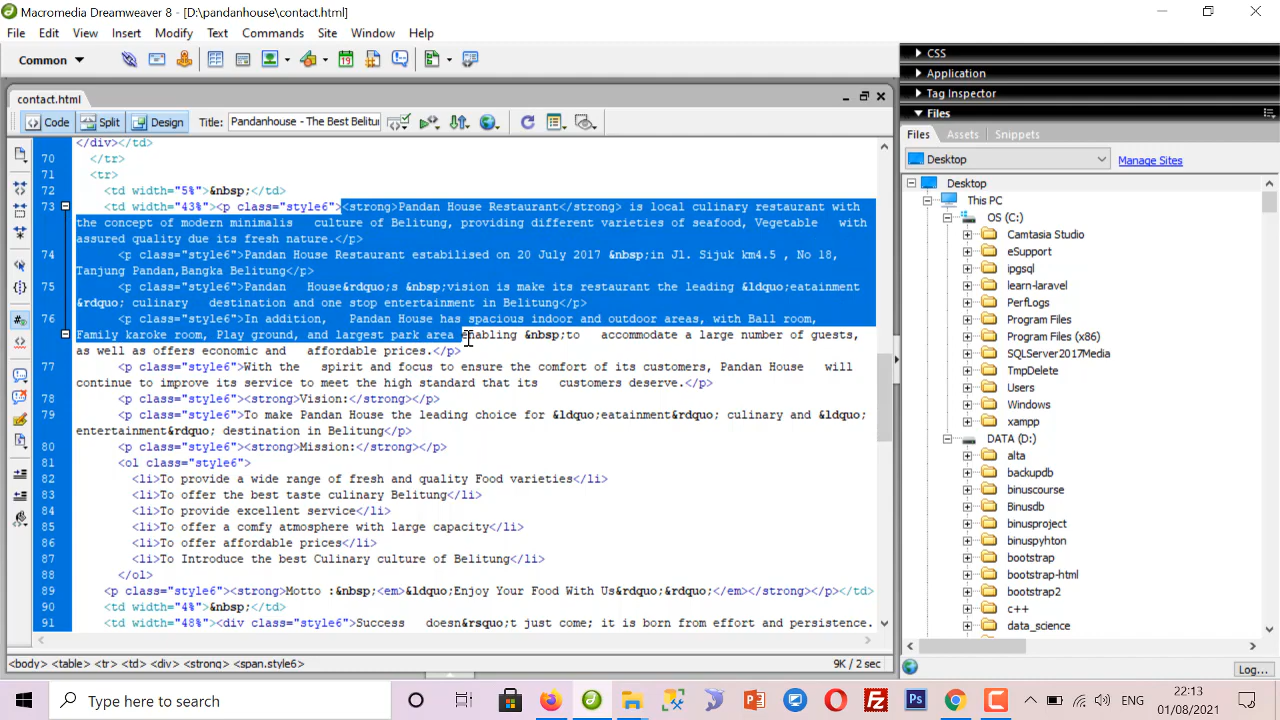 Macromedia Dreamweaver 8 - [D:\pandanhouse\contact.html]
File Edit View Insert Modify Text Commands Site Window Help
Common
contact.html
Code Split Design Title: Pandanhouse - The Best Belitu
</div></td>
70 </tr>
71 <tr>
72 <td width="5%">&nbsp;</td>
73 <td width="43%"><p class="style6"><strong>Pandan House Restaurant</strong> is local culinary restaurant with
the concept of modern minimalis culture of Belitung, providing different varieties of seafood, Vegetable with
assured quality due its fresh nature.</p>
74 <p class="style6">Pandan House Restaurant estabilised on 20 July 2017 &nbsp;in Jl. Sijuk km4.5 , No 18,
Tanjung Pandan,Bangka Belitung</p>
75 <p class="style6">Pandan House&rdquo;s &nbsp;vision is make its restaurant the leading &ldquo;eatainment
&rdquo; culinary destination and one stop entertainment in Belitung</p>
76 <p class="style6">In addition, Pandan House has spacious indoor and outdoor areas, with Ball room,
Family karoke room, Play ground, and largest park area enabling &nbsp;to accommodate a large number of guests,
as well as offers economic and affordable prices.</p>
77 <p class="style6">With the spirit and focus to ensure the comfort of its customers, Pandan House will
continue to improve its service to meet the high standard that its customers deserve.</p>
78 <p class="style6"><strong>Vision:</strong></p>
79 <p class="style6">To make Pandan House the leading choice for &ldquo;eatainment&rdquo; culinary and &ldquo;
entertainment&rdquo; destination in Belitung</p>
80 <p class="style6"><strong>Mission:</strong></p>
81 <ol class="style6">
82 <li>To provide a wide range of fresh and quality Food varieties</li>
83 <li>To offer the best taste culinary Belitung</li>
84 <li>To provide excellent service</li>
85 <li>To offer a comfy atmosphere with large capacity</li>
86 <li>To offer affordable prices</li>
87 <li>To Introduce the best Culinary culture of Belitung</li>
88 </ol>
89 <p class="style6"><strong>Motto :&nbsp;<em>&ldquo;Enjoy Your Food With Us&rdquo;&rdquo;</em></strong></p></td>
90 <td width="4%">&nbsp;</td>
91 <td width="48%"><div class="style6">Success doesn&rsquo;t just come; it is born from effort and persistence.
<body> <table> <tr> <td> <div> <strong> <span.style6> 9K / 2 sec
CSS
Application
Tag Inspector
Files
Files Assets Snippets
Desktop Manage Sites
Desktop
This PC
OS (C:)
Camtasia Studio
eSupport
ipgsql
learn-laravel
PerfLogs
Program Files
Program Files (x86)
SQLServer2017Media
TmpDelete
Users
Windows
xampp
DATA (D:)
alta
backupdb
binuscourse
Binusdb
binusproject
binuspyhton
bootstrap
bootstrap-html
bootstrap2
c++
data_science
Log...
Type here to search
ENG
22:13
01/08/2021